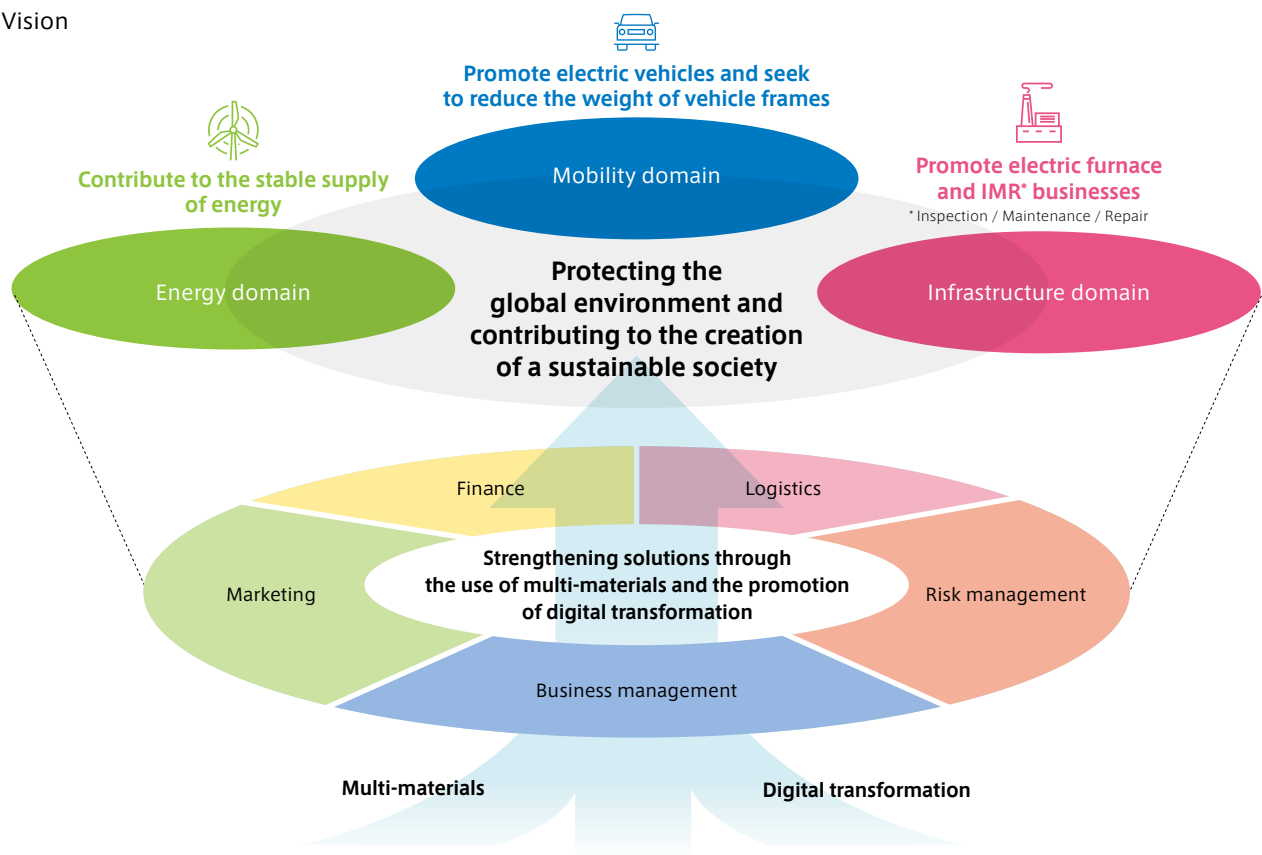 Vision
Promote electric vehicles and seek
to reduce the weight of vehicle frames
Mobility domain
Contribute to the stable supply
of energy
Energy domain
Promote electric furnace
and IMR* businesses
* Inspection / Maintenance / Repair
Infrastructure domain
Protecting the
global environment and
contributing to the creation
of a sustainable society
Finance
Logistics
Marketing
Strengthening solutions through
the use of multi-materials and the promotion
of digital transformation
Risk management
Business management
Multi-materials
Digital transformation